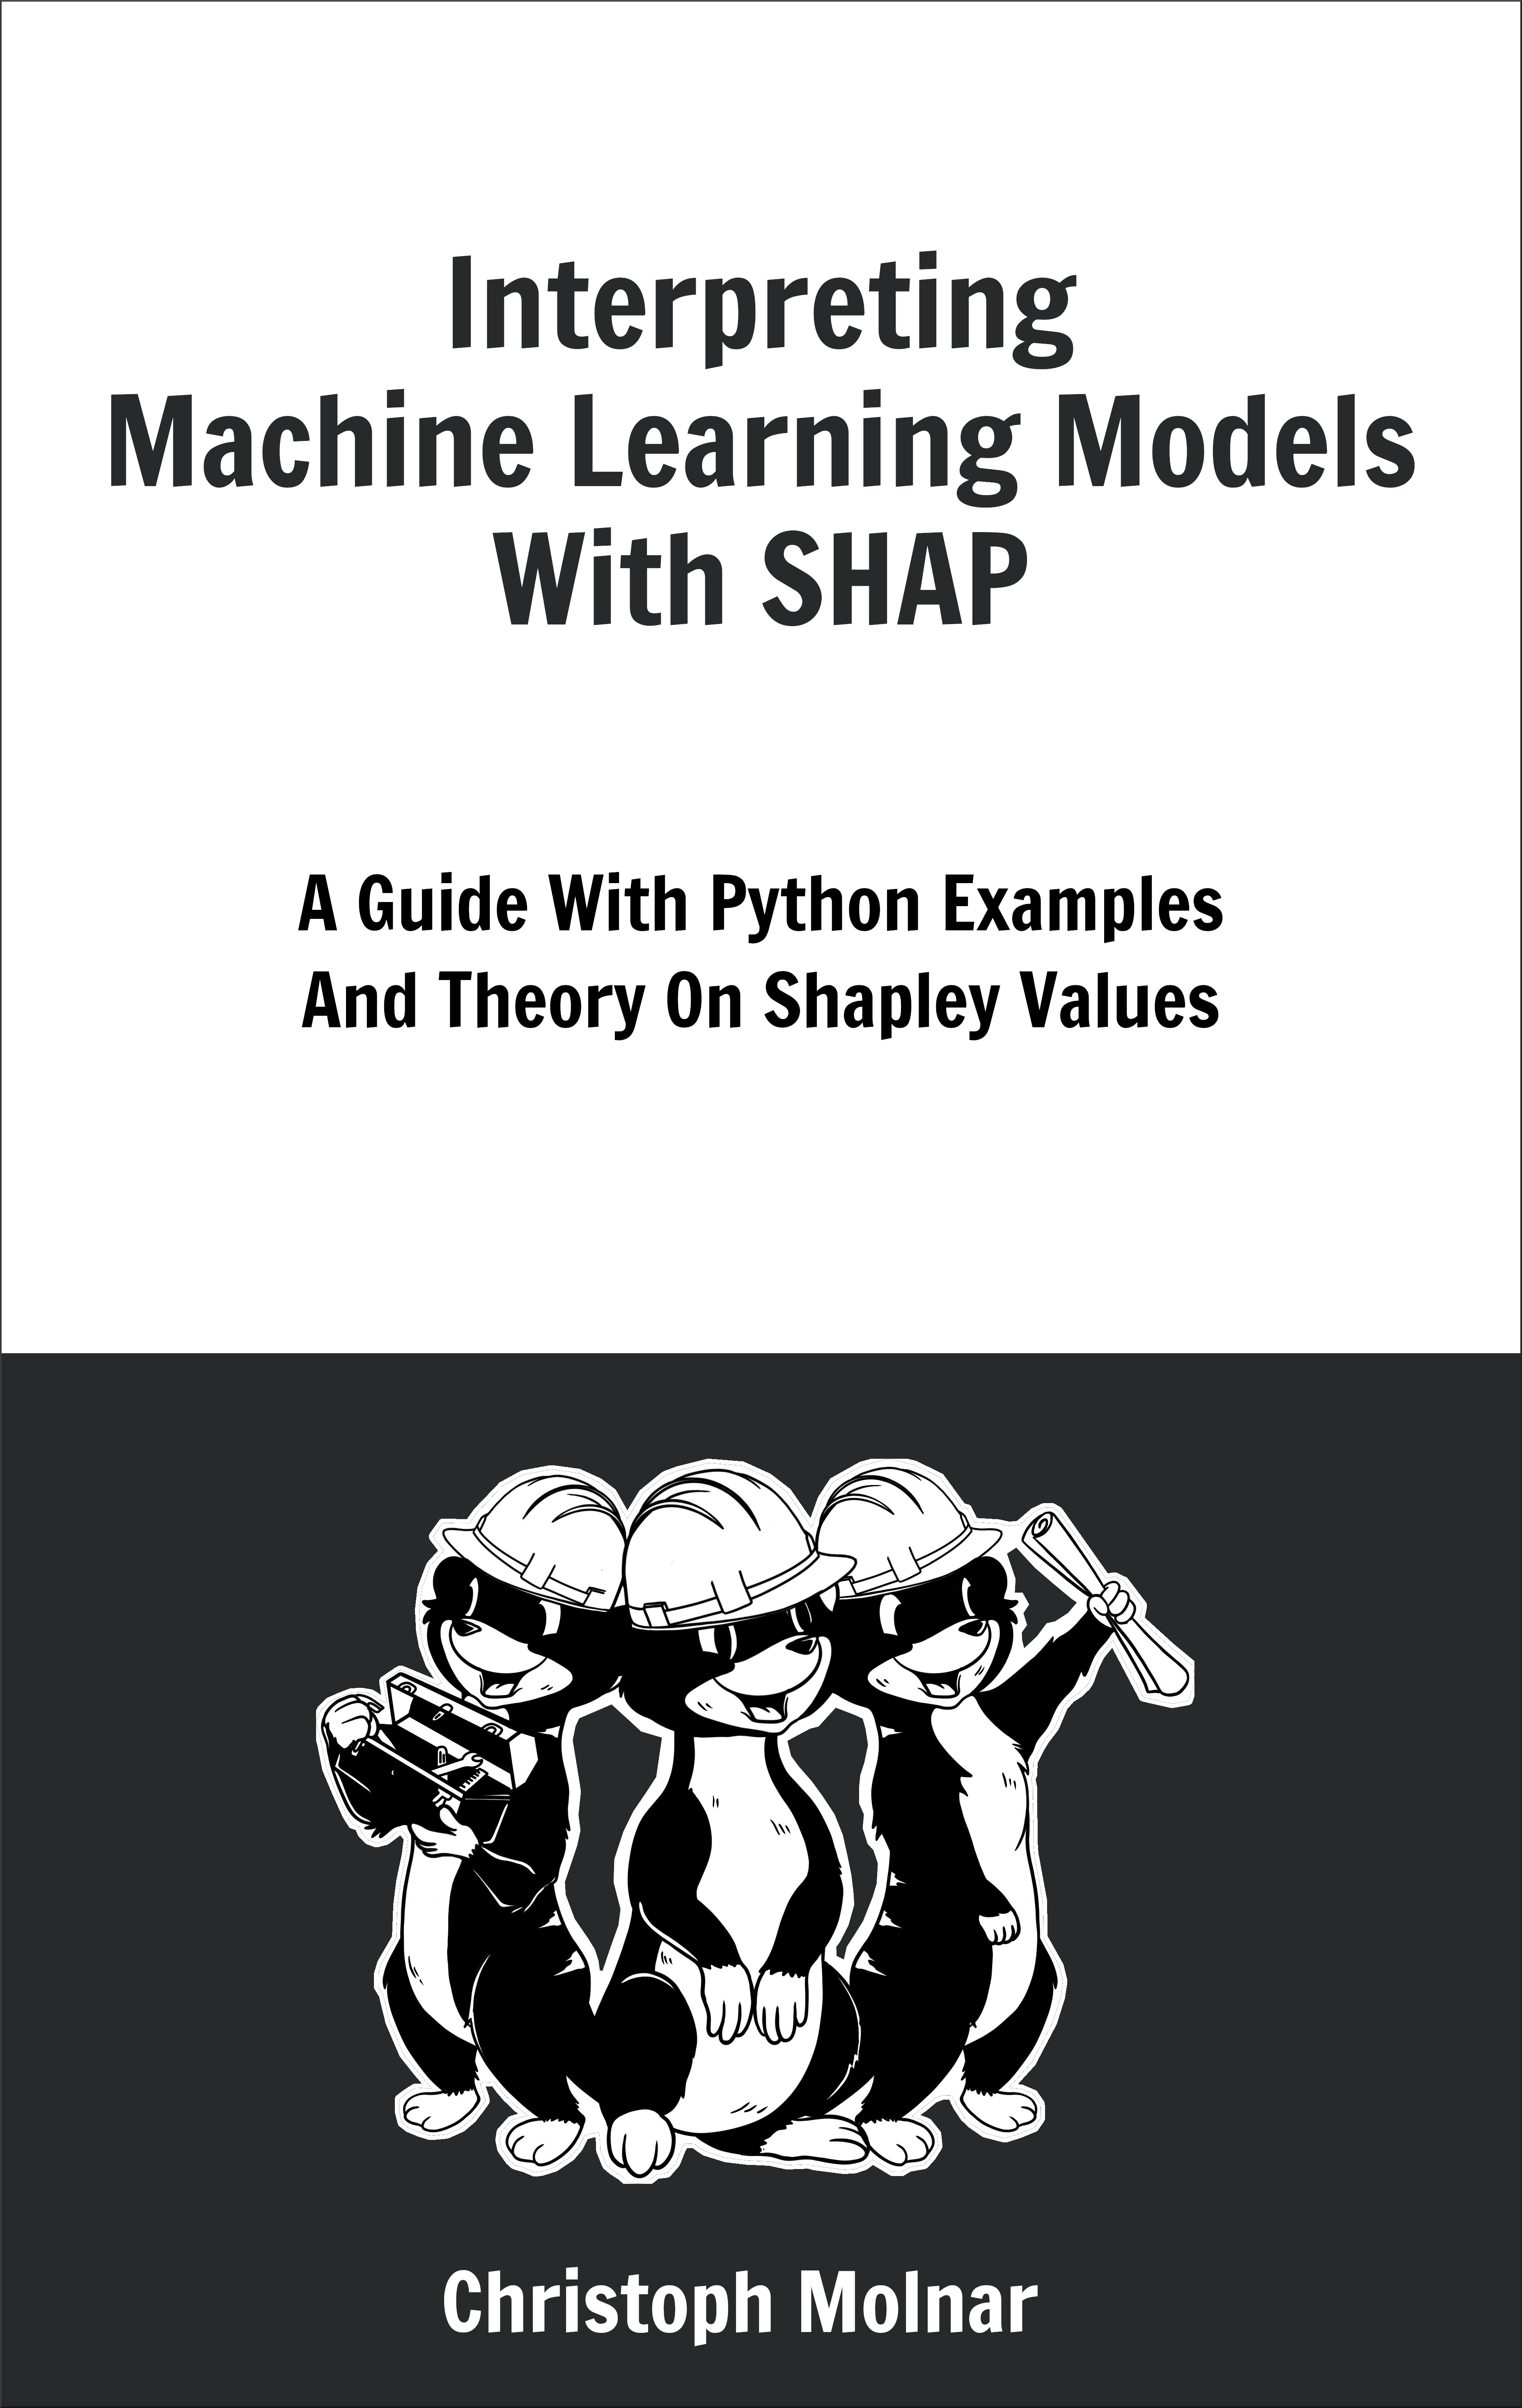 Interpreting
Machine Learning Models
With SHAP
A Guide With Python Examples
And Theory On Shapley Values
Christoph Molnar